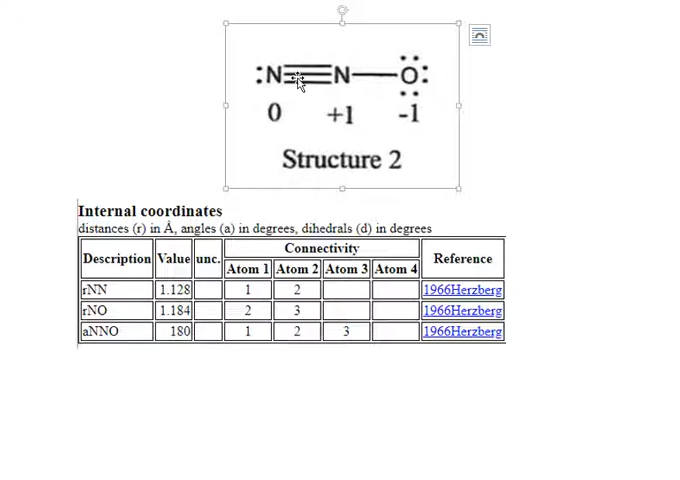 :N≡N—O:
0 +1 -1
Structure 2
Internal coordinates
distances (r) in Å, angles (a) in degrees, dihedrals (d) in degrees
Description Value unc. Connectivity Reference
Atom 1 Atom 2 Atom 3 Atom 4
rNN 1.128 1 2 1966Herzberg
rNO 1.184 2 3 1966Herzberg
aNNO 180 1 2 3 1966Herzberg